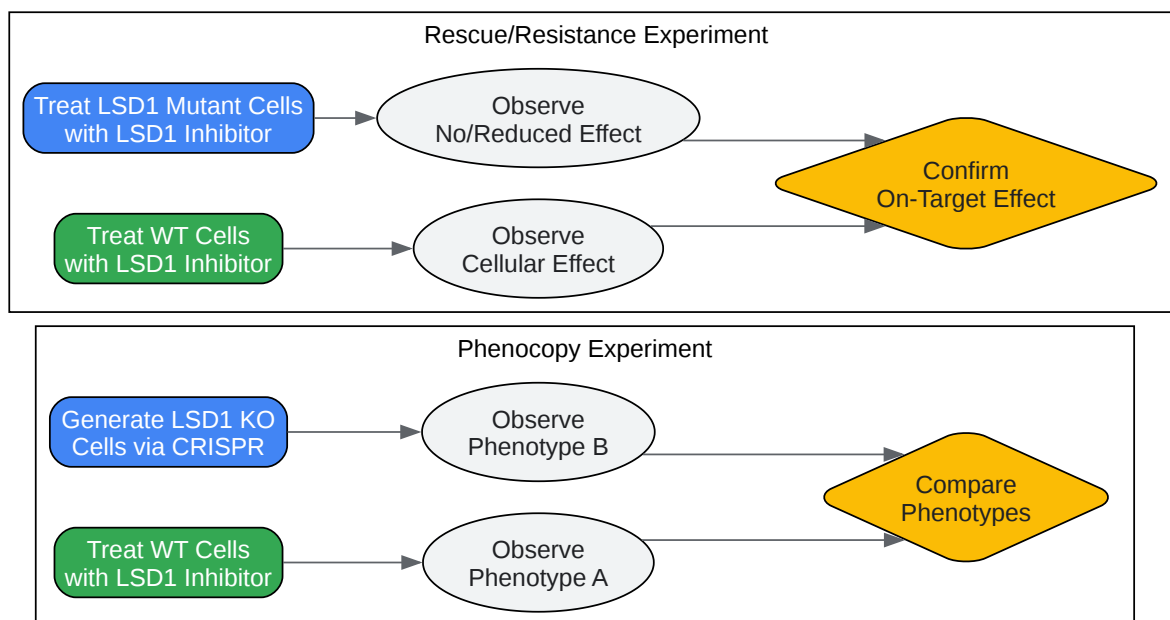 Rescue/Resistance Experiment
Treat LSD1 Mutant Cells
with LSD1 Inhibitor
Observe
No/Reduced Effect
Confirm
On-Target Effect
Treat WT Cells
with LSD1 Inhibitor
Observe
Cellular Effect
Phenocopy Experiment
Generate LSD1 KO
Cells via CRISPR
Observe
Phenotype B
Compare
Phenotypes
Treat WT Cells
with LSD1 Inhibitor
Observe
Phenotype A